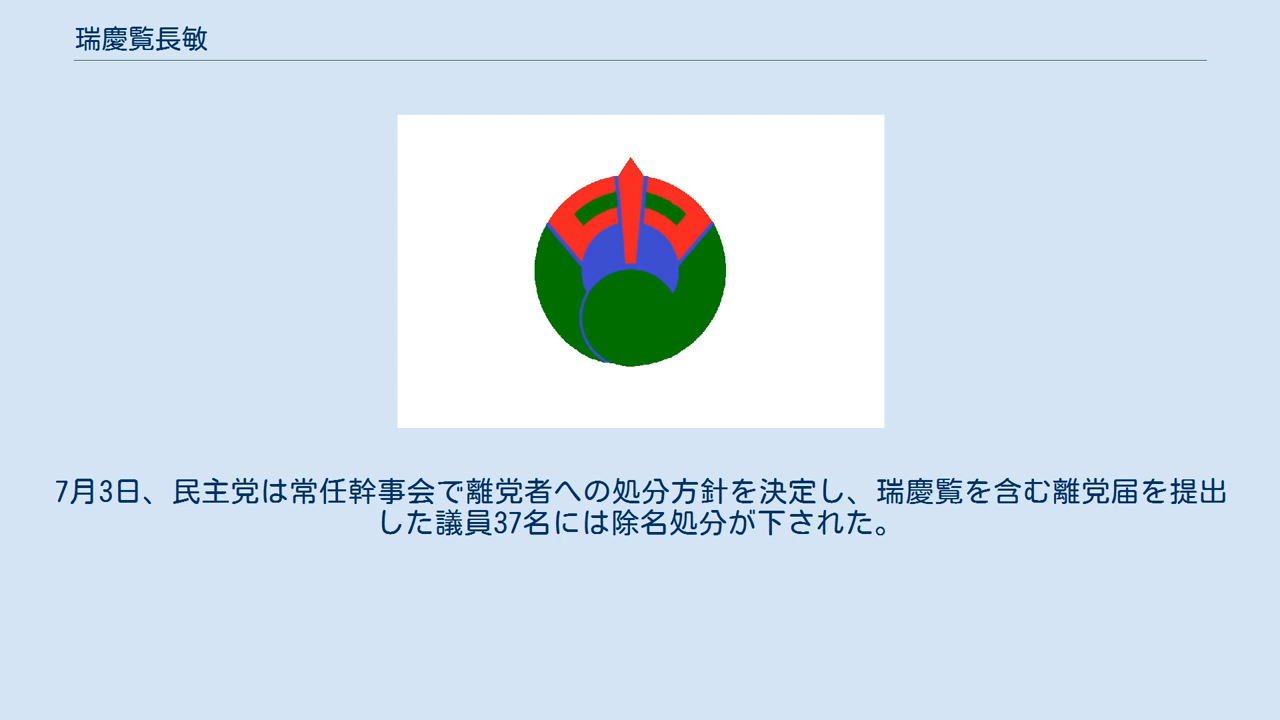 瑞慶覧長敏
7月3日、民主党は常任幹事会で離党者への処分方針を決定し、瑞慶覧を含む離党届を提出
した議員37名には除名処分が下された。